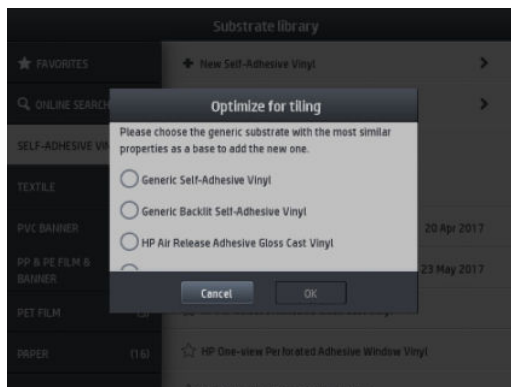 Substrate library
FAVORITES
New Self-Adhesive Vinyl
ONLINE SEARCH
Optimize for tiling
Please choose the generic substrate with the most similar
properties as a base to add the new one.
SELF-ADHESIVE VIN
Generic Self-Adhesive Vinyl
TEXTILE
Generic Backlit Self-Adhesive Vinyl
PVC BANNER
20 Apr 2017
HP Air Release Adhesive Gloss Cast Vinyl
PP & PE FILM &
BANNER
23 May 2017
Cancel
OK
PET FILM
PAPER
(16)
HP One-view Perforated Adhesive Window Vinyl